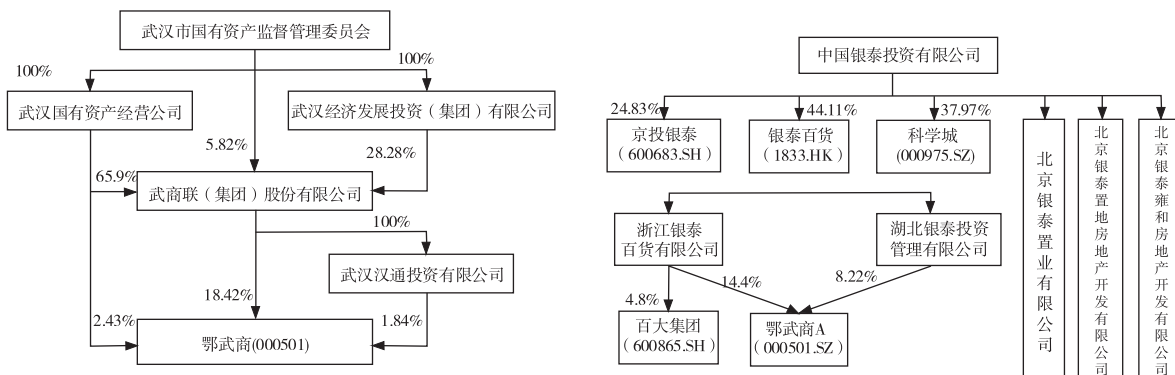 武汉市国有资产监督管理委员会
100%
100%
武汉国有资产经营公司
武汉经济发展投资（集团）有限公司
5.82%
28.28%
65.9%
武商联（集团）股份有限公司
100%
武汉汉通投资有限公司
18.42%
2.43%
1.84%
鄂武商(000501)
中国银泰投资有限公司
24.83%
44.11%
37.97%
京投银泰
（600683.SH）
银泰百货
（1833.HK）
科学城
(000975.SZ)
北京银泰置业有限公司
北京银泰置地房地产开发有限公司
北京银泰雍和房地产开发有限公司
浙江银泰
百货有限公司
湖北银泰投资
管理有限公司
14.4%
8.22%
4.8%
百大集团
（600865.SH）
鄂武商A
（000501.SZ）